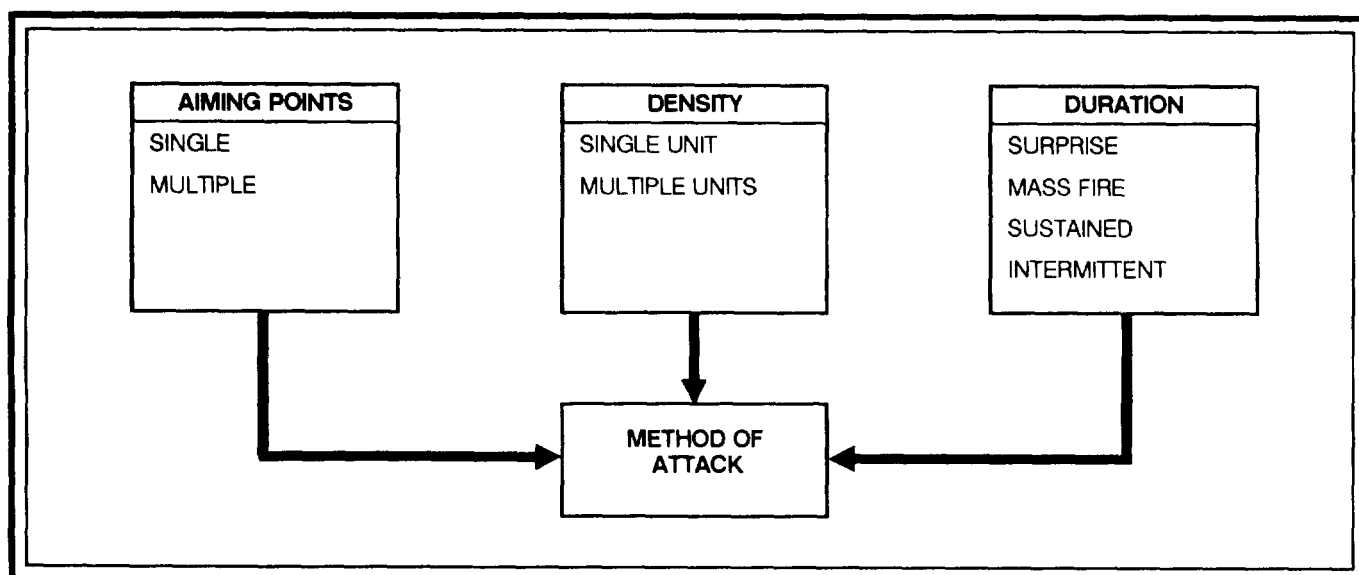 AIMING POINTS
SINGLE
MULTIPLE
DENSITY
SINGLE UNIT
MULTIPLE UNITS
DURATION
SURPRISE
MASS FIRE
SUSTAINED
INTERMITTENT
METHOD OF
ATTACK